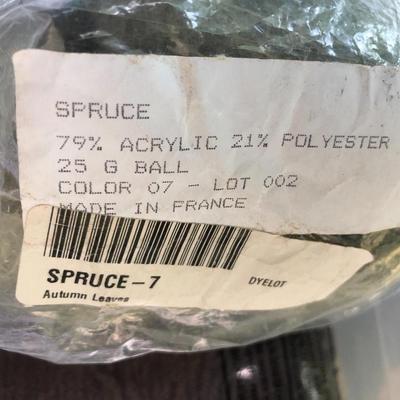 SPRUCE
79% ACRYLIC 21% POLYESTER
25 G BALL
COLOR 07 - LOT 002
MADE IN FRANCE
SPRUCE-7
DYELOT
Autumn Leaves